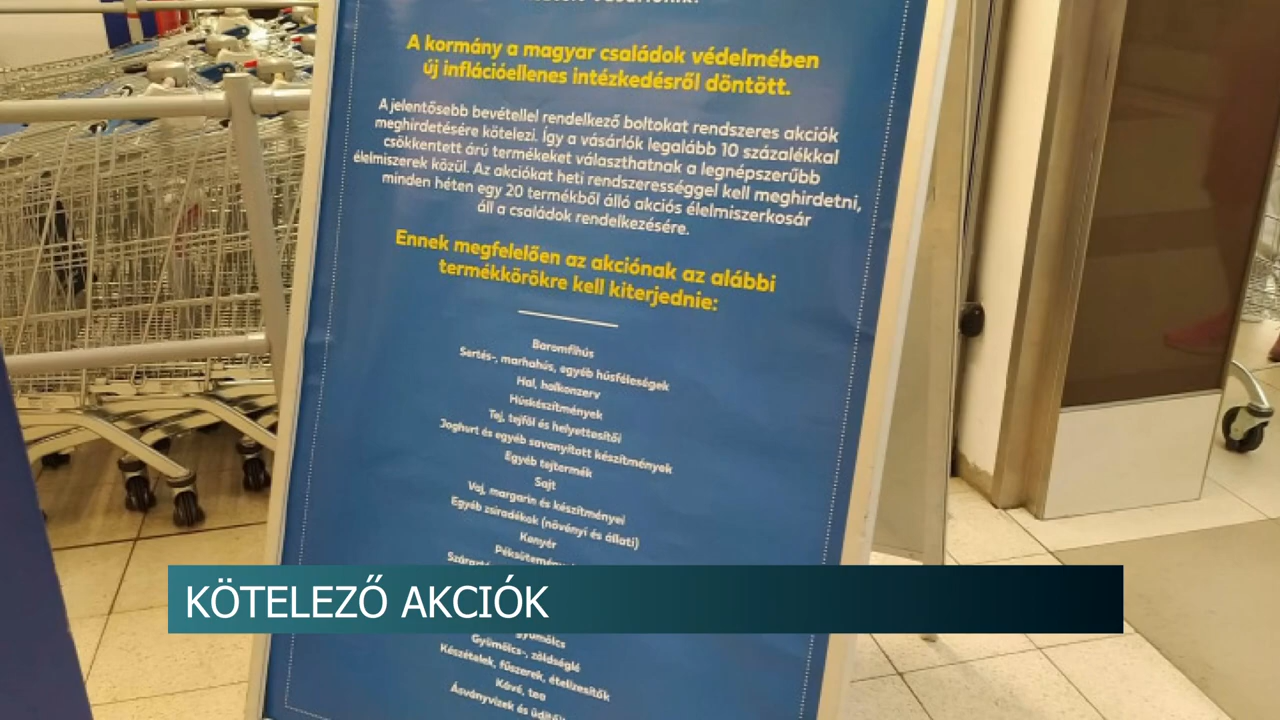 A kormány a magyar családok védelmében
új inflációellenes intézkedésről döntött.
A jelentősebb bevétellel rendelkező boltokat rendszeres akciók
meghirdetésére kötelezi. Így a vásárlók legalább 10 százalékkal
csökkentett árú termékeket választhatnak a legnépszerűbb
élelmiszerek közül. Az akciókat heti rendszerességgel kell meghirdetni,
minden héten egy 20 termékből álló akciós élelmiszerkosár
áll a családok rendelkezésére.
Ennek megfelelően az akciónak az alábbi
termékkörökre kell kiterjednie:
Baromfihús
Sertés-, marhahús, egyéb húsféleségek
Hal, halkonzerv
Húskészítmények
Tej, tejföl és helyettesítői
Joghurt és egyéb savanyított készítmények
Egyéb tejtermék
Sajt
Vaj, margarin és készítményei
Egyéb zsiradékok (növényi és állati)
Kenyér
KÖTELEZŐ AKCIÓK
gyümölcs
Gyümölcs-, zöldséglé
Készételek, fűszerek, ételízesítők
Kávé, tea
Ásványvizek és